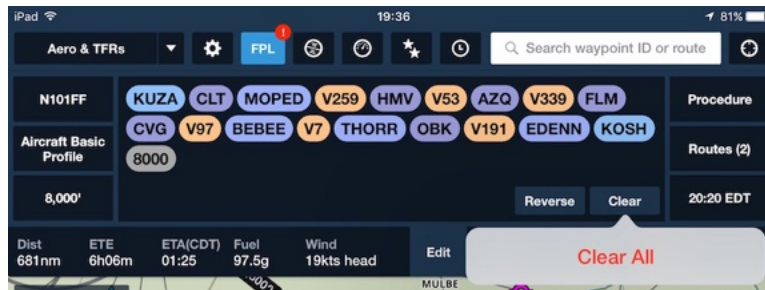 iPad 19:36 81%
Aero & TFRs FPL ! Search waypoint ID or route
N101FF KUZA CLT MOPED V259 HMV V53 AZQ V339 FLM Procedure
CVG V97 BEBEE V7 THORR OBK V191 EDENN KOSH
Aircraft Basic
Profile
8000
Routes (2)
8,000' Reverse Clear 20:20 EDT
Dist ETE ETA(CDT) Fuel Wind
681nm 6h06m 01:25 97.5g 19kts head
Edit
Clear All
MULBE